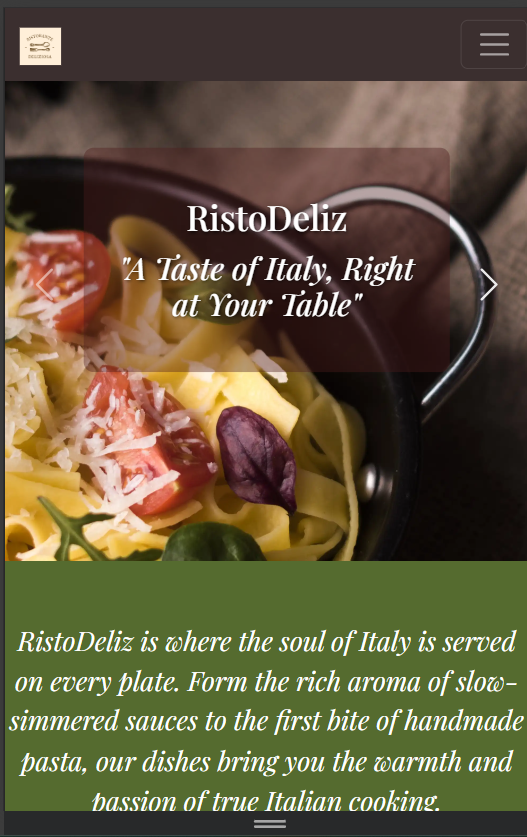 RISTORANTE
DELIZIOSA
RistoDeliz
"A Taste of Italy, Right
at Your Table"
RistoDeliz is where the soul of Italy is served
on every plate. Form the rich aroma of slow-
simmered sauces to the first bite of handmade
pasta, our dishes bring you the warmth and
passion of true Italian cooking.